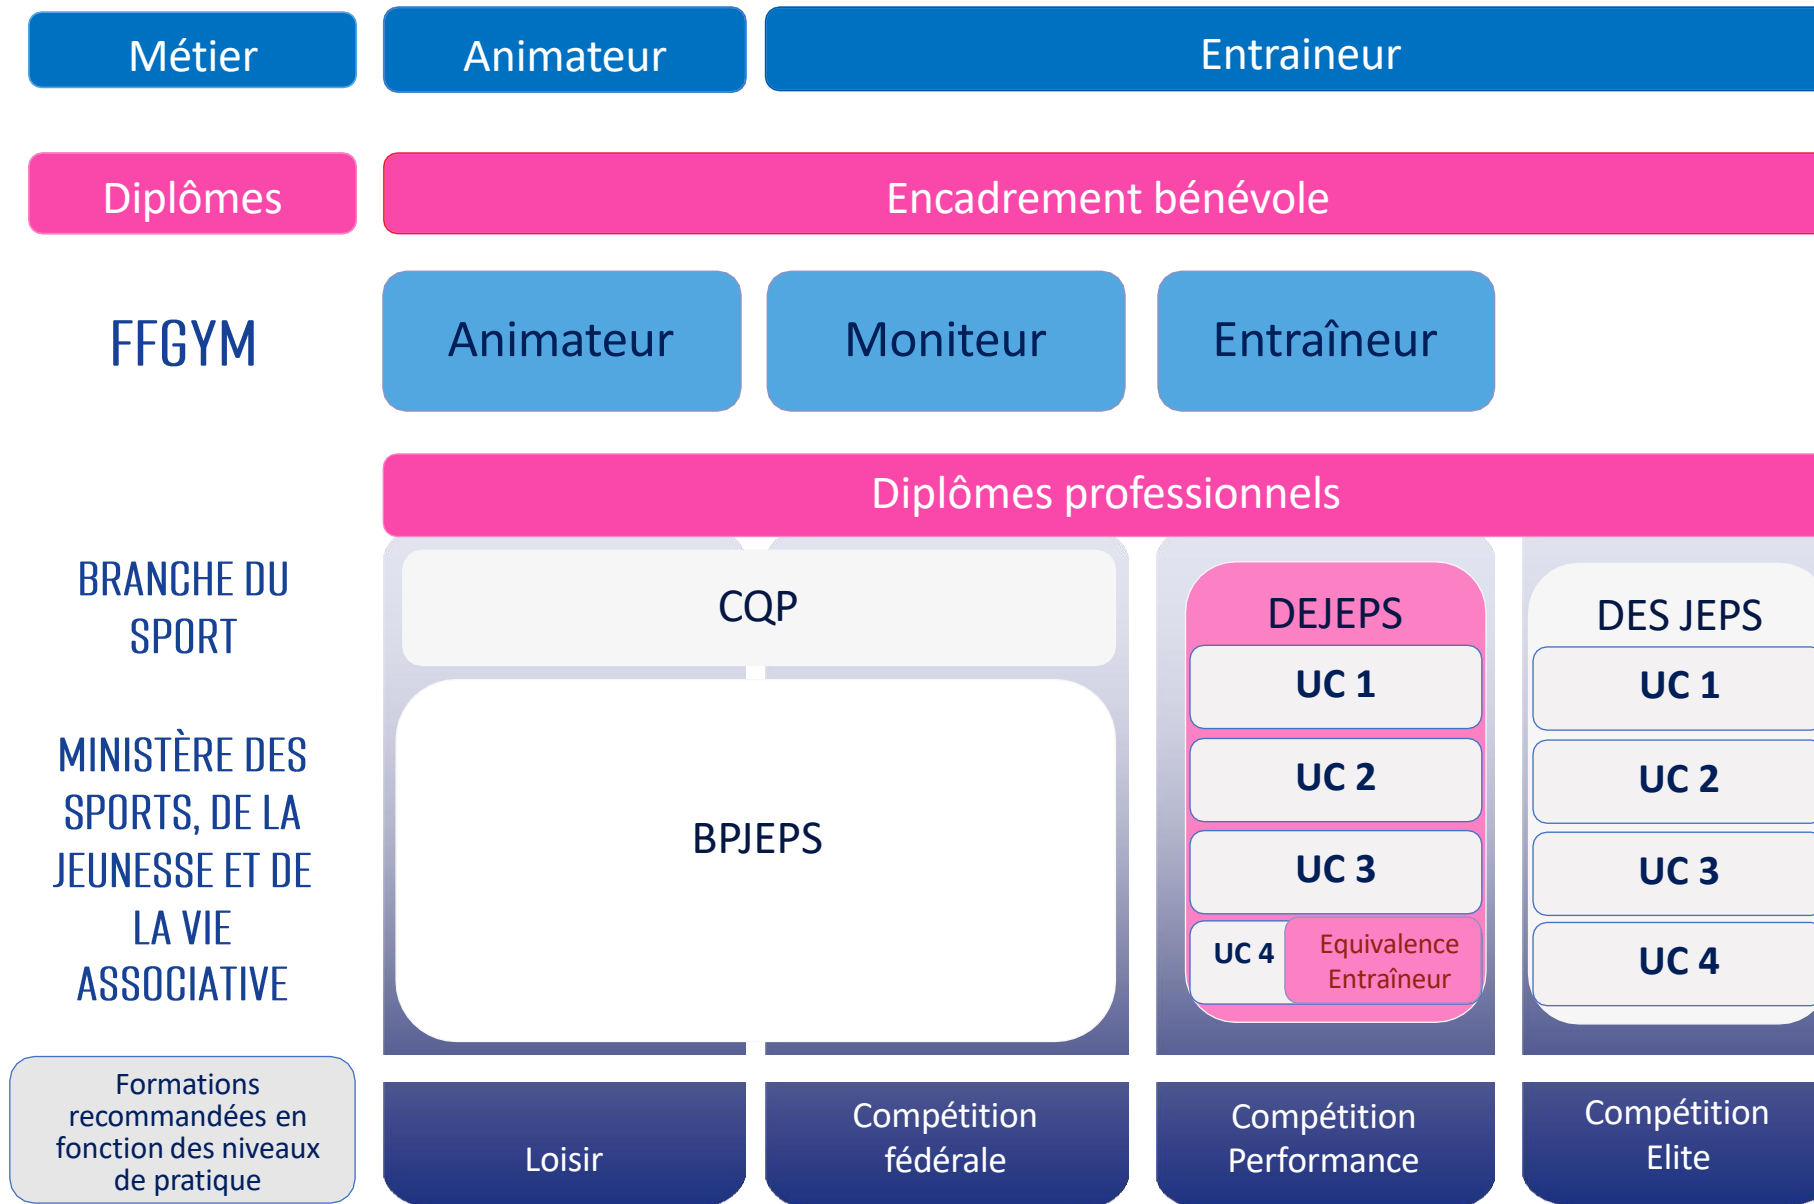 Métier
Animateur
Entraineur
Diplômes
Encadrement bénévole
FFGYM
Animateur
Moniteur
Entraîneur
Diplômes professionnels
BRANCHE DU
SPORT
CQP
DEJEPS
DES JEPS
UC 1
UC 1
MINISTÈRE DES
SPORTS, DE LA
JEUNESSE ET DE
LA VIE
ASSOCIATIVE
BPJEPS
UC 2
UC 2
UC 3
UC 3
UC 4
Equivalence
Entraîneur
UC 4
Formations
recommandées en
fonction des niveaux
de pratique
Loisir
Compétition
fédérale
Compétition
Performance
Compétition
Elite